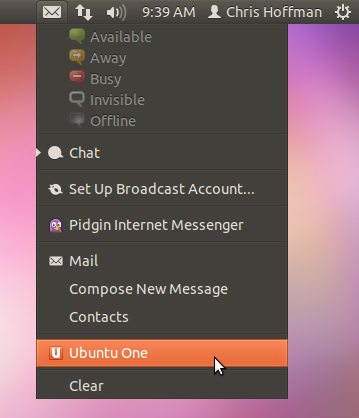 9:39 AM Chris Hoffman
Available
Away
Busy
Invisible
Offline
Chat
Set Up Broadcast Account...
Pidgin Internet Messenger
Mail
Compose New Message
Contacts
Ubuntu One
Clear